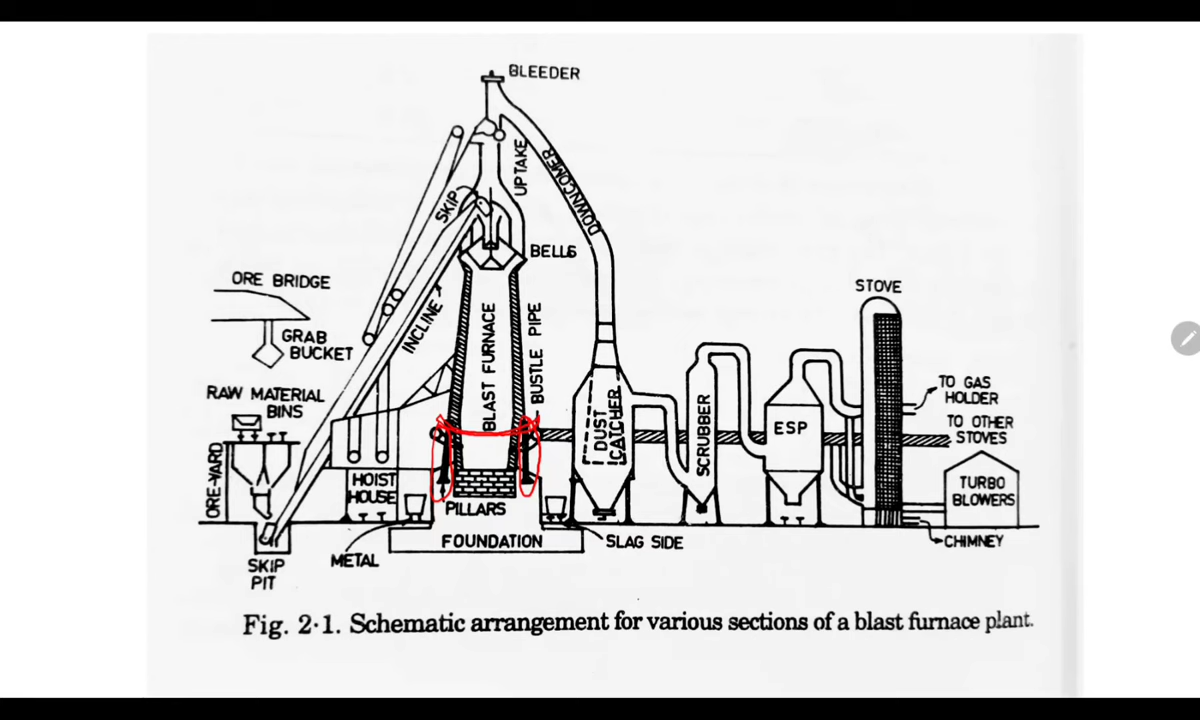 BLEEDER
UPTAKE
DOWNCOMER
SKIP
BELLS
ORE BRIDGE
GRAB
BUCKET
INCLINE
BLAST FURNACE
BUSTLE PIPE
STOVE
RAW MATERIAL
BINS
TO GAS
HOLDER
TO OTHER
STOVES
DUST
CATCHER
SCRUBBER
ESP
ORE-YARD
HOIST
HOUSE
TURBO
BLOWERS
PILLARS
FOUNDATION
SLAG SIDE
CHIMNEY
METAL
SKIP
PIT
Fig. 2·1. Schematic arrangement for various sections of a blast furnace plant.